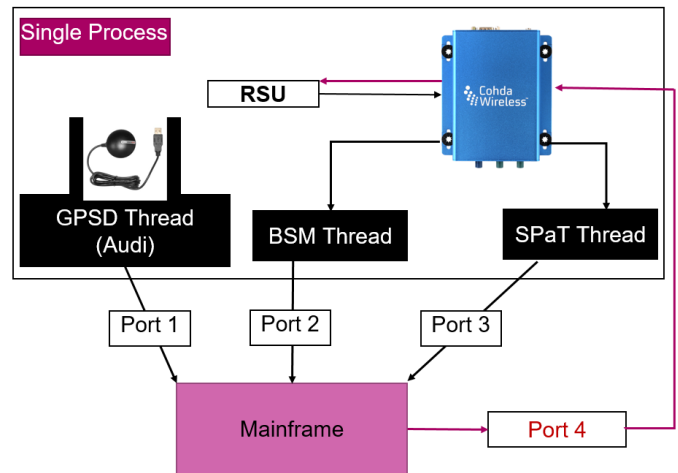 Single Process
Cohda
Wireless
RSU
GPSD Thread
(Audi)
BSM Thread
SPaT Thread
Port 1
Port 2
Port 3
Mainframe
Port 4